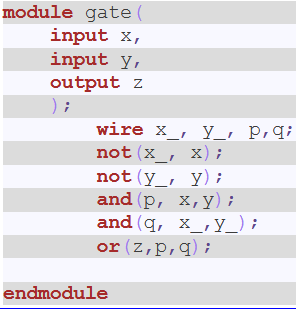 module gate(
input x,
input y,
output z
);
wire x_, y_, p,q;
not(x_, x);
not(y_, y);
and(p, x,y);
and(q, x_,y_);
or(z,p,q);
endmodule